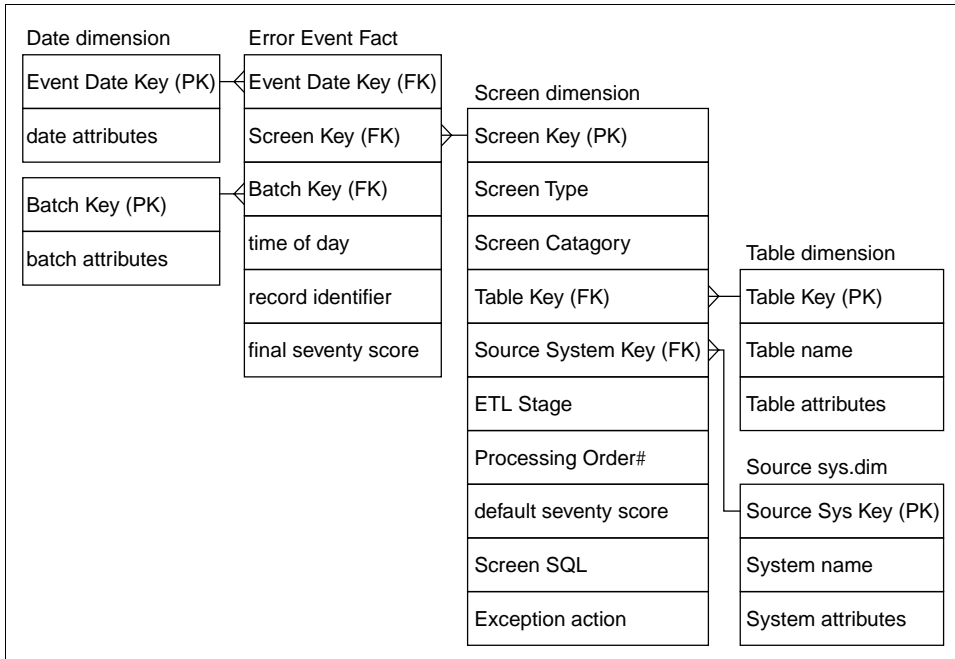 Date dimension
Event Date Key (PK)
date attributes
Batch Key (PK)
batch attributes
Error Event Fact
Event Date Key (FK)
Screen Key (FK)
Batch Key (FK)
time of day
record identifier
final seventy score
Screen dimension
Screen Key (PK)
Screen Type
Screen Catagory
Table Key (FK)
Source System Key (FK)
ETL Stage
Processing Order#
default seventy score
Screen SQL
Exception action
Table dimension
Table Key (PK)
Table name
Table attributes
Source sys.dim
Source Sys Key (PK)
System name
System attributes